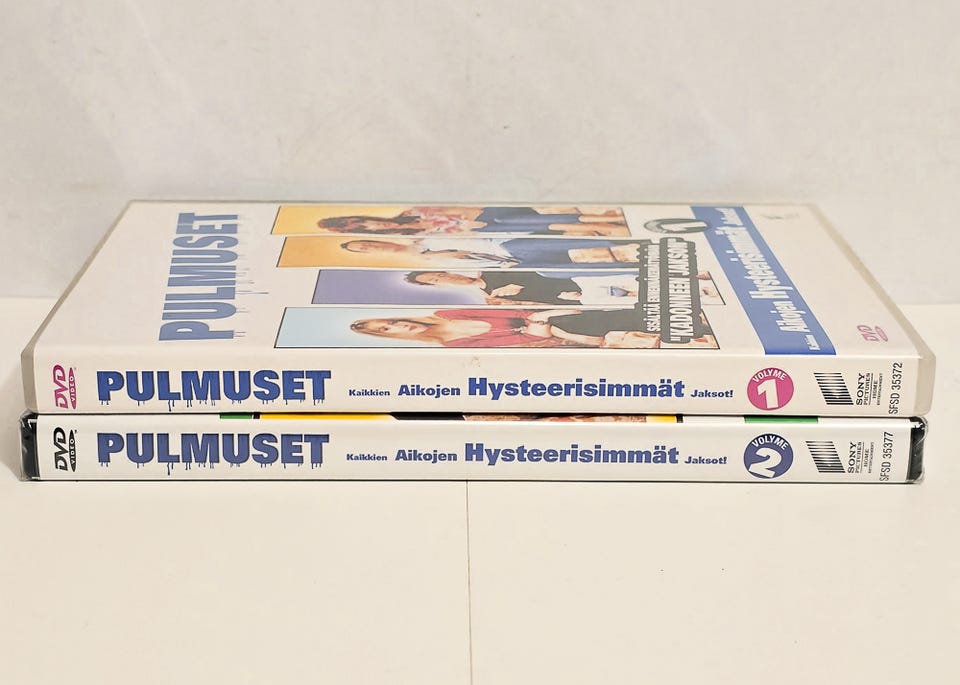 PULMUSET
SISÄLTÄÄ ENNENNÄKEMÄTTÖMÄN
"KADONNEEN JAKSON"
1
Kaikkien Aikojen Hysteerisimmät Jaksot!
DVD
DVD
VIDEO
PULMUSET Kaikkien Aikojen Hysteerisimmät Jaksot!
VOLYME
1
SONY
PICTURES
HOME
ENTERTAINMENT
SFSD 35372
DVD
VIDEO
PULMUSET Kaikkien Aikojen Hysteerisimmät Jaksot!
VOLYME
2
SONY
PICTURES
HOME
ENTERTAINMENT
SFSD 35377